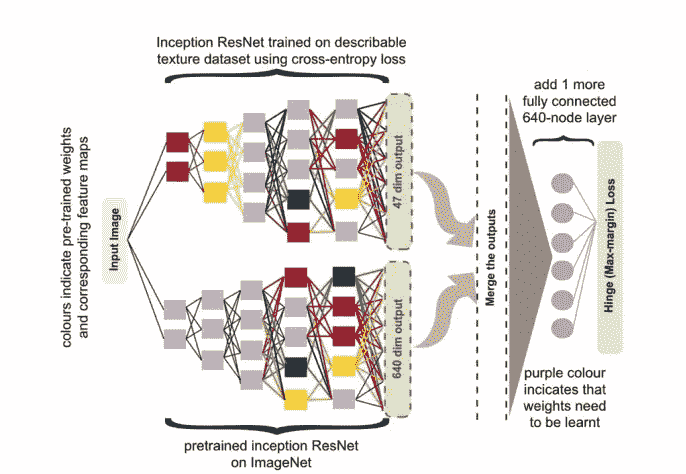 Inception ResNet trained on describable
texture dataset using cross-entropy loss
colours indicate pre-trained weights
and corresponding feature maps
Input Image
47 dim output
640 dim output
Merge the outputs
add 1 more
fully connected
640-node layer
Hinge (Max-margin) Loss
purple colour
incicates that
weights need
to be learnt
pretrained inception ResNet
on ImageNet